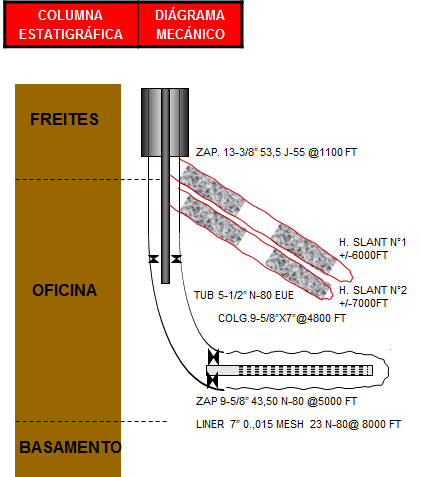 COLUMNA
ESTATIGRÁFICA
DIÁGRAMA
MECÁNICO
FREITES
ZAP. 13-3/8” 53,5 J-55 @1100 FT
H. SLANT N°1
+/-6000FT
OFICINA
TUB 5-1/2” N-80 EUE
H. SLANT N°2
+/-7000FT
COLG.9-5/8”X7”@4800 FT
ZAP 9-5/8” 43,50 N-80 @5000 FT
LINER 7” 0.,015 MESH 23 N-80@ 8000 FT
BASAMENTO